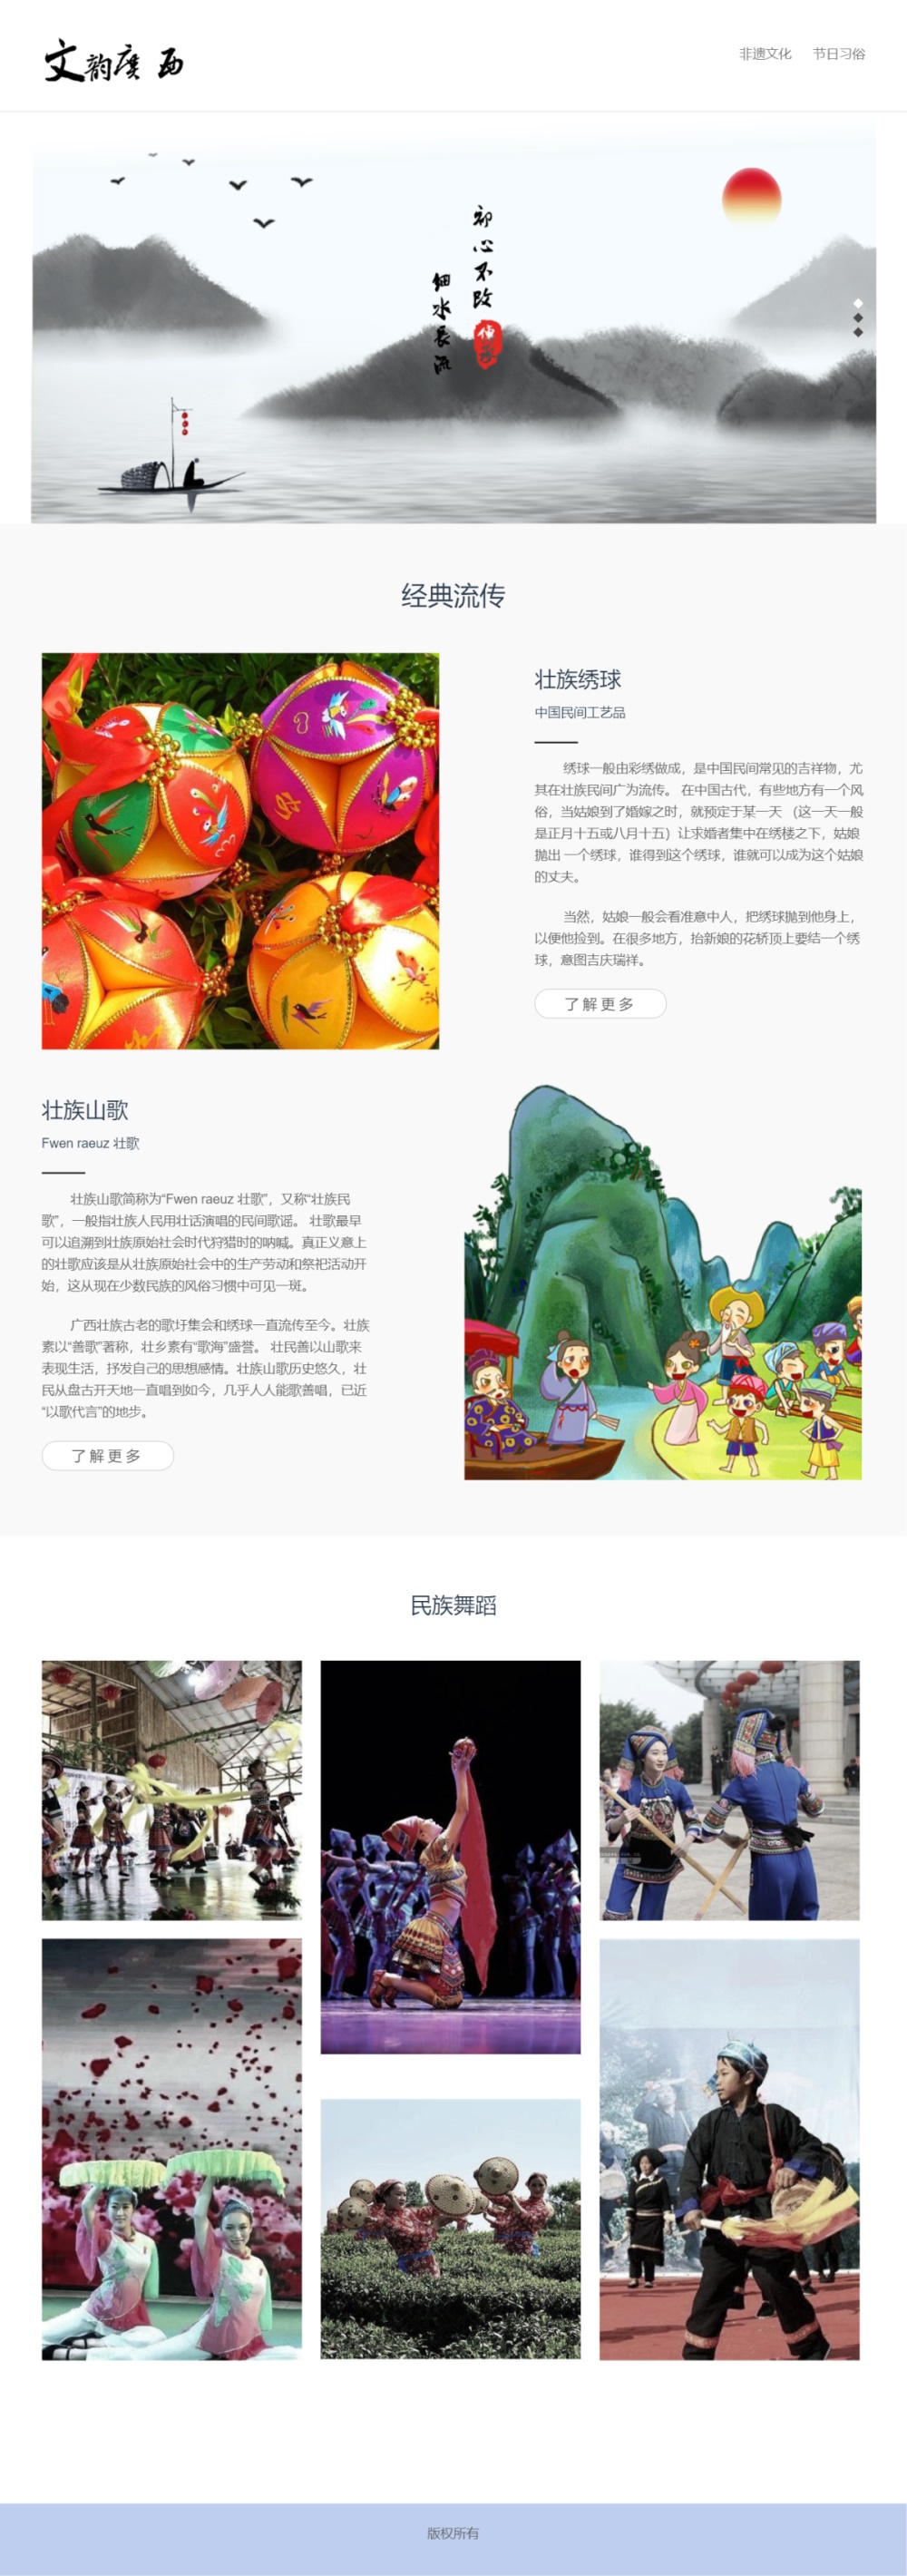 文韵廣 西
非遗文化 节日习俗
初心不改
细水长流
经典流传
壮族绣球
中国民间工艺品
绣球一般由彩绣做成，是中国民间常见的吉祥物，尤
其在壮族民间广为流传。 在中国古代，有些地方有一个风
俗，当姑娘到了婚嫁之时，就预定于某一天 （这一天一般
是正月十五或八月十五）让求婚者集中在绣楼之下，姑娘
抛出 一个绣球，谁得到这个绣球，谁就可以成为这个姑娘
的丈夫。
当然，姑娘一般会看准意中人，把绣球抛到他身上，
以便他捡到。在很多地方，抬新娘的花轿顶上要结一个绣
球，意图吉庆瑞祥。
了解更多
壮族山歌
Fwen raeuz 壮歌
壮族山歌简称为“Fwen raeuz 壮歌”，又称“壮族民
歌”，一般指壮族人民用壮话演唱的民间歌谣。 壮歌最早
可以追溯到壮族原始社会时代狩猎时的呐喊。真正义意上
的壮歌应该是从壮族原始社会中的生产劳动和祭祀活动开
始，这从现在少数民族的风俗习惯中可见一斑。
广西壮族古老的歌圩集会和绣球一直流传至今。壮族
素以“善歌”著称，壮乡素有“歌海”盛誉。 壮民善以山歌来
表现生活，抒发自己的思想感情。壮族山歌历史悠久，壮
民从盘古开天地一直唱到如今，几乎人人能歌善唱，已近
“以歌代言”的地步。
了解更多
民族舞蹈
版权所有